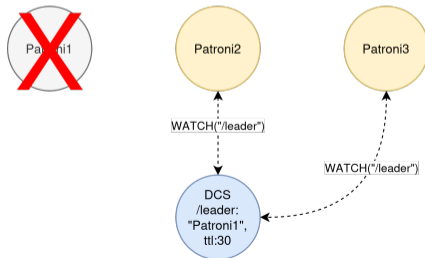 Patroni1
Patroni2
Patroni3
WATCH("/leader")
WATCH("/leader")
DCS
/leader:
"Patroni1",
ttl:30